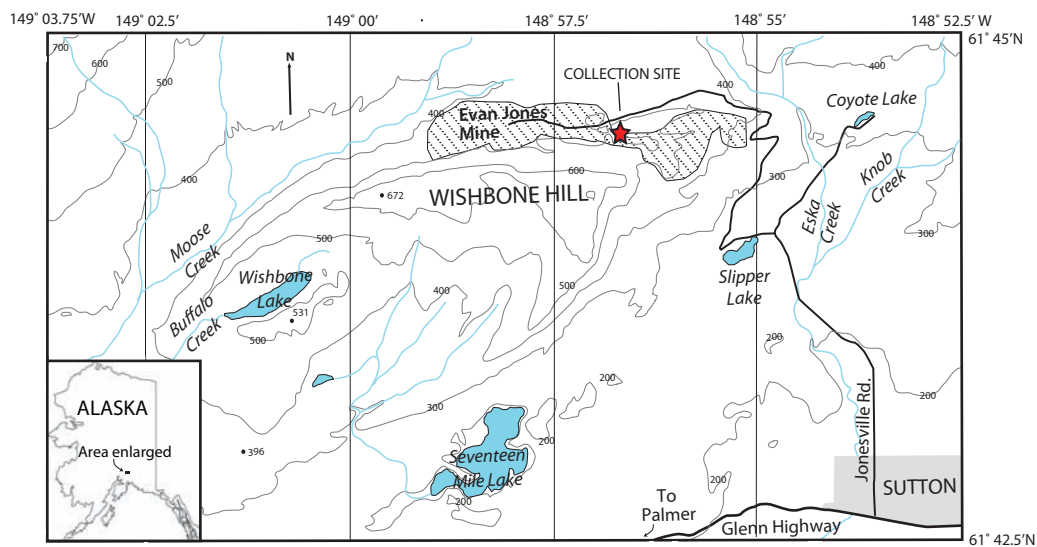 149° 03.75'W 149° 02.5' 149° 00' 148° 57.5' 148° 55' 148° 52.5' W
61° 45'N
700
600
500
N
COLLECTION SITE
400
400
Coyote Lake
400
Evan Jones
Mine
400
600
300
Knob
Creek
Eska
Creek
672
WISHBONE HILL
Moose
Creek
300
500
Wishbone
Lake
Slipper
Lake
500
400
Buffalo
Creek
531
500
200
ALASKA
Area enlarged
200
200
300
Jonesville Rd.
396
200
Seventeen
Mile Lake
200
200
SUTTON
To
Palmer
Glenn Highway
61° 42.5'N